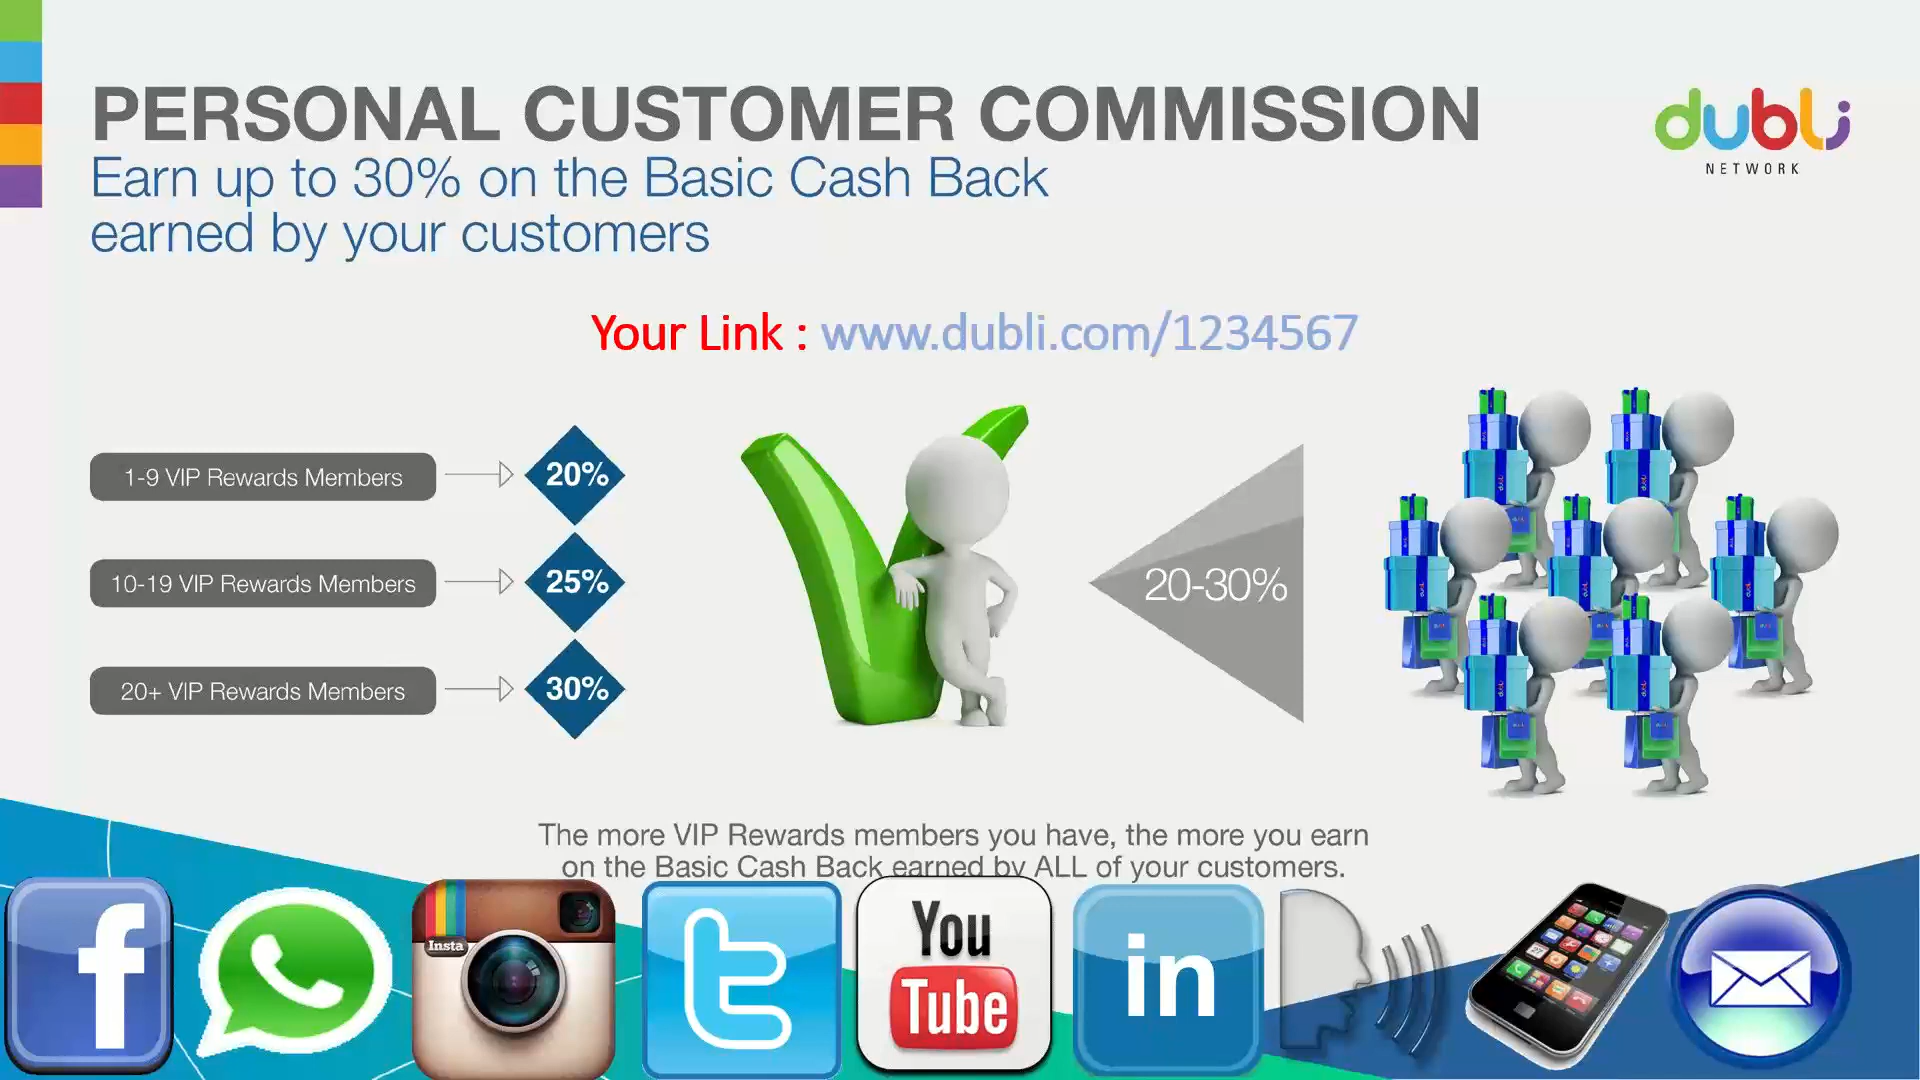 PERSONAL CUSTOMER COMMISSION
Earn up to 30% on the Basic Cash Back
earned by your customers
dubli
NETWORK
Your Link : www.dubli.com/1234567
1-9 VIP Rewards Members
20%
10-19 VIP Rewards Members
25%
20+ VIP Rewards Members
30%
20-30%
The more VIP Rewards members you have, the more you earn
on the Basic Cash Back earned by ALL of your customers.
f
Insta
t
You
Tube
in